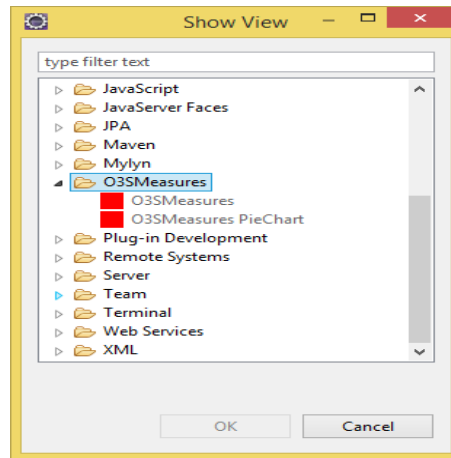 Show View
type filter text
JavaScript
JavaServer Faces
JPA
Maven
Mylyn
O3SMeasures
O3SMeasures
O3SMeasures PieChart
Plug-in Development
Remote Systems
Server
Team
Terminal
Web Services
XML
OK Cancel